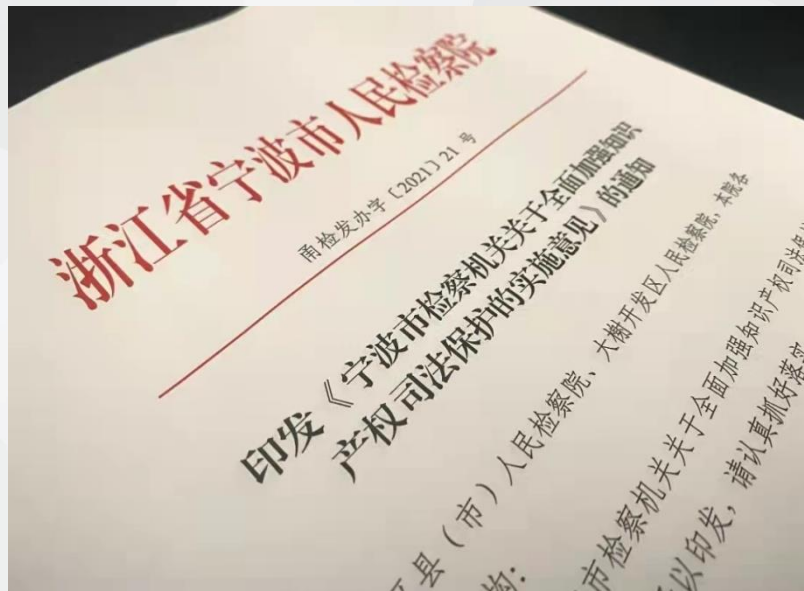 浙江省宁波市人民检察院
甬检发办字〔2021〕21 号
印发《宁波市检察机关关于全面加强知识
产权司法保护的实施意见》的通知
县（市）人民检察院、大榭开发区人民检察院，本院各
构：
市检察机关关于全面加强知识产权司法保
以印发，请认真抓好落实